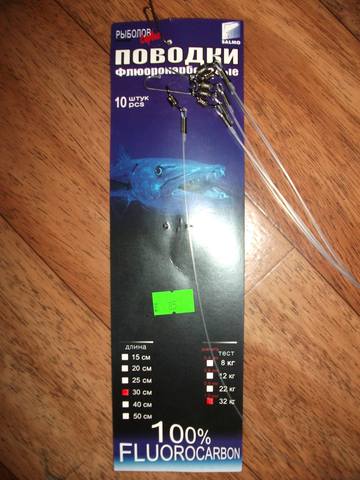 РЫБОЛОВ
SALMO
ПОВОДКИ
Флюорокарбоновые
10 штук
pcs
длина
тест
15 см
8 кг
20 см
12 кг
25 см
22 кг
30 см
32 кг
40 см
50 см
100%
FLUOROCARBON